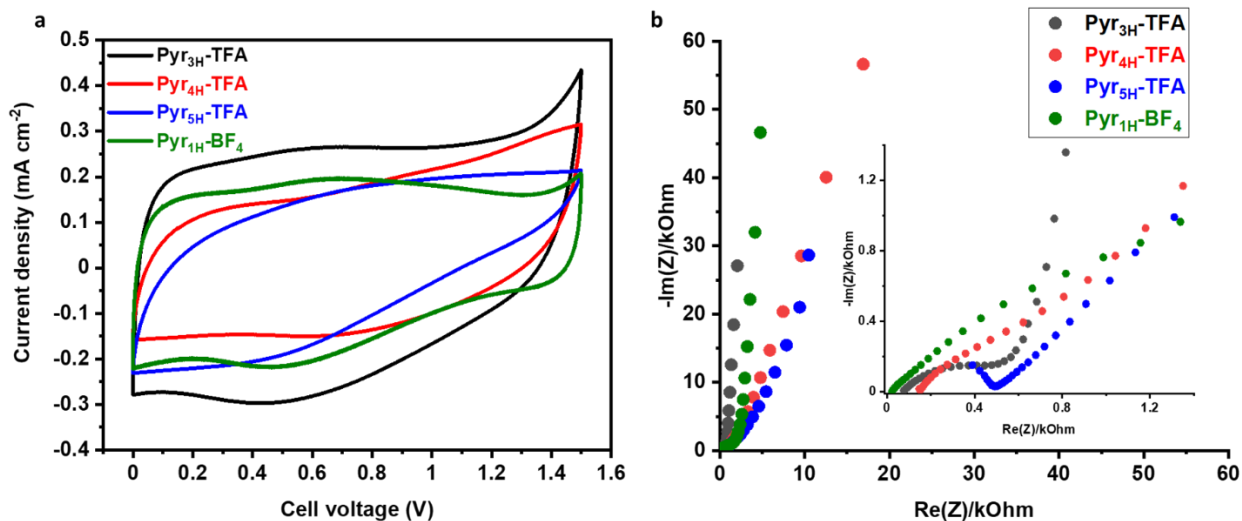 a
Pyr3H-TFA
Pyr4H-TFA
Pyr5H-TFA
Pyr1H-BF4
0.5
0.4
0.3
0.2
0.1
0
-0.1
-0.2
-0.3
-0.4
Current density (mA cm-2)
0 0.2 0.4 0.6 0.8 1 1.2 1.4 1.6
Cell voltage (V)
b
Pyr3H-TFA
Pyr4H-TFA
Pyr5H-TFA
Pyr1H-BF4
60
50
40
30
20
10
0
-Im(Z)/kOhm
0 10 20 30 40 50 60
Re(Z)/kOhm
1.2
0.8
0.4
0
-Im(Z)/kOhm
0 0.4 0.8 1.2
Re(Z)/kOhm